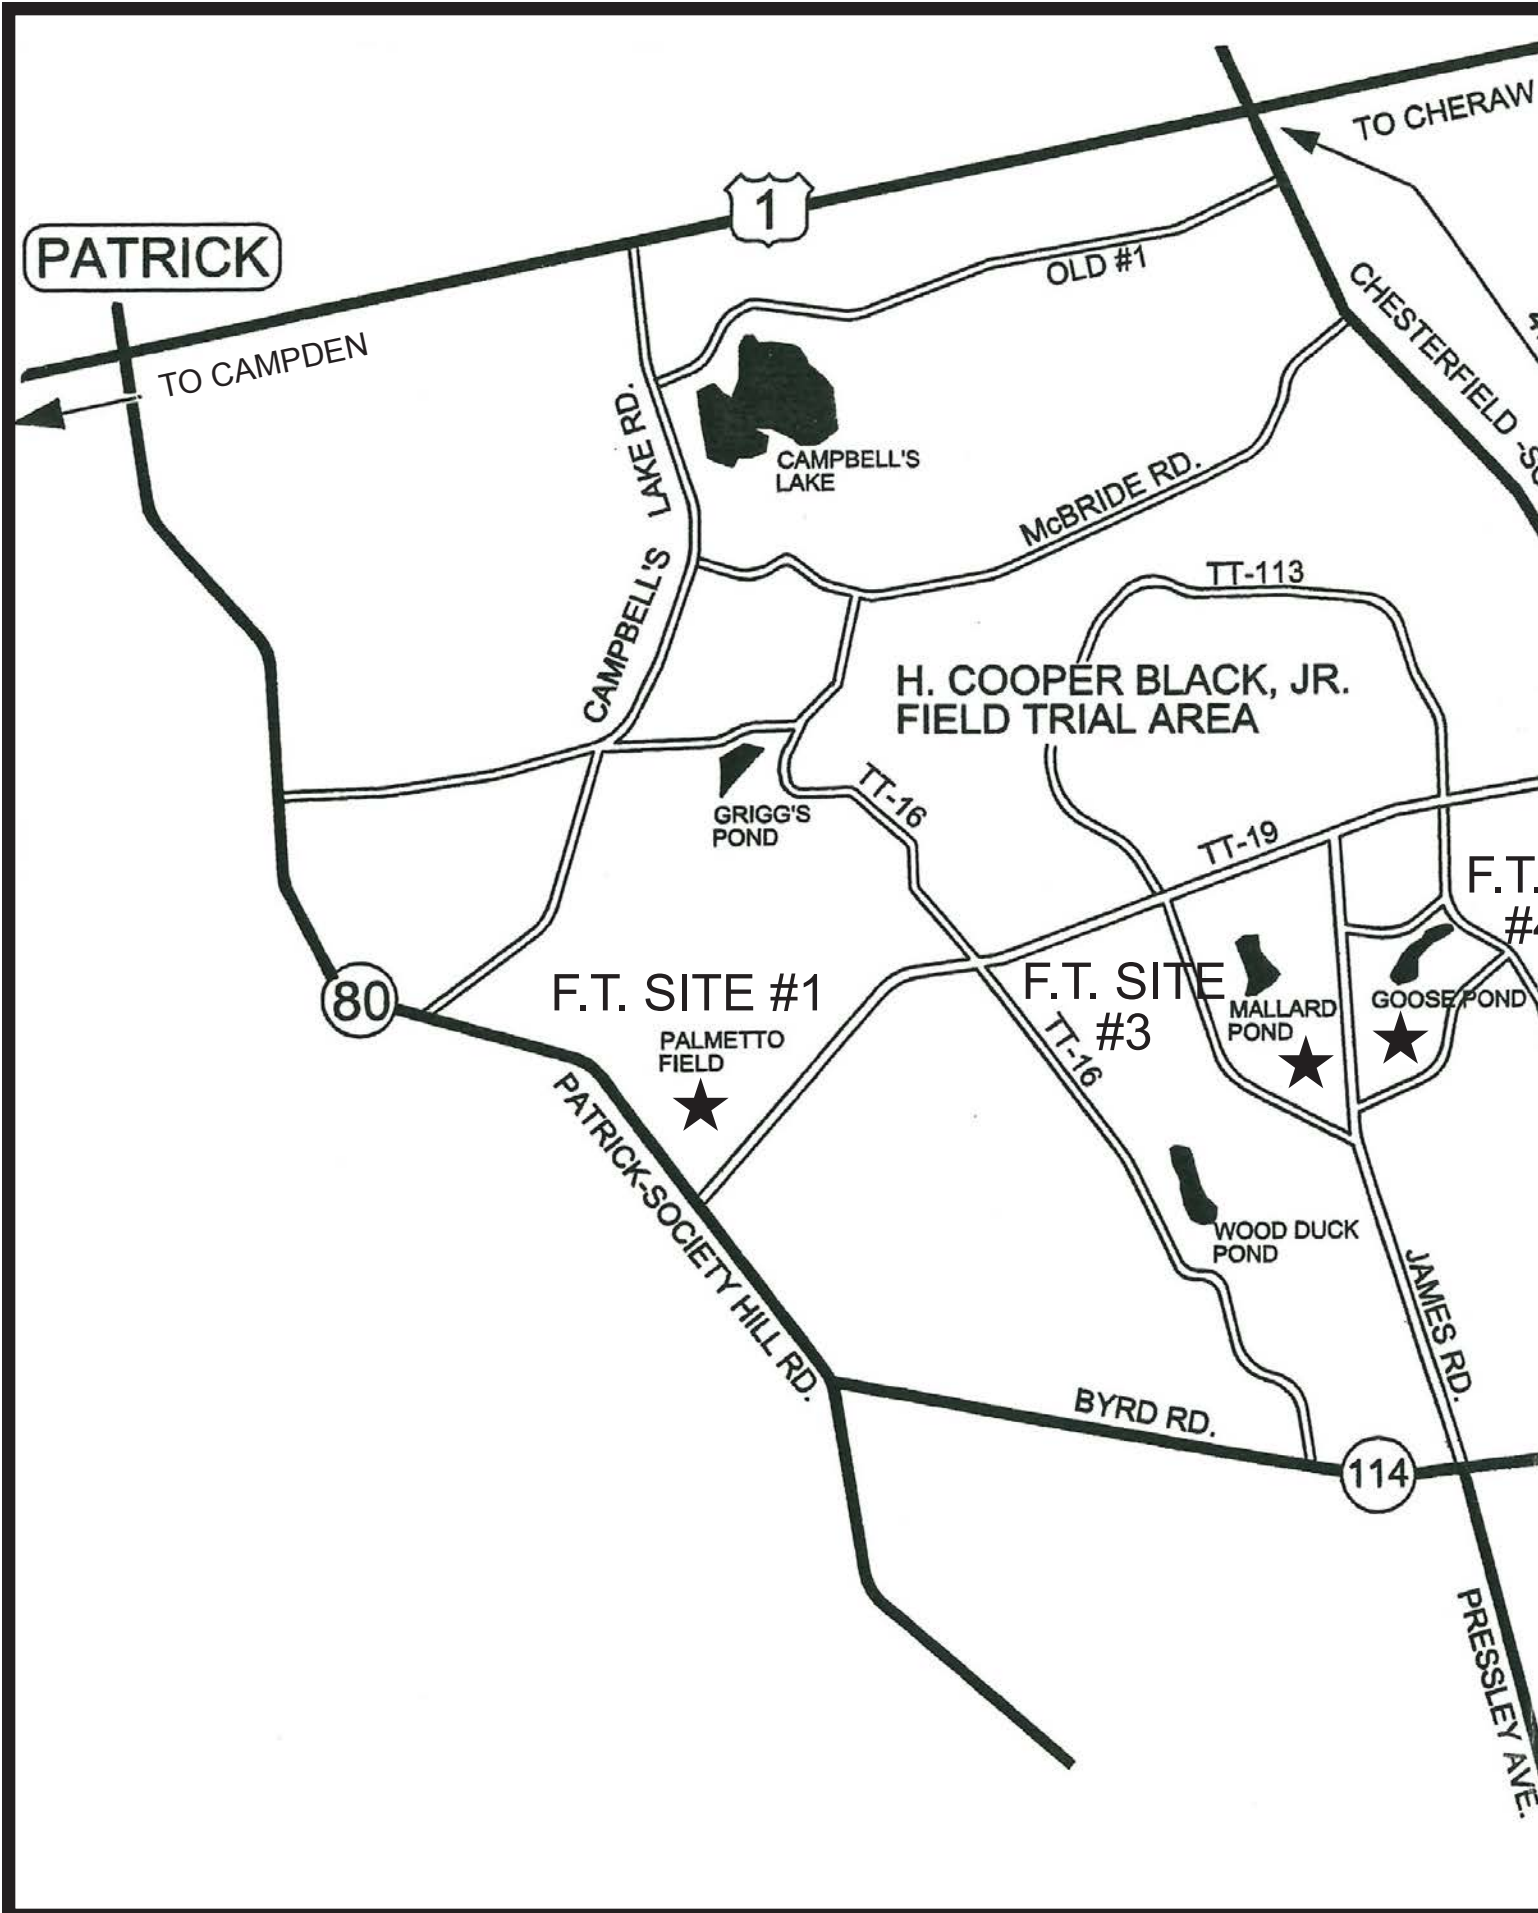 TO CHERAW
1
PATRICK
OLD #1
TO CAMPDEN
CHESTERFIELD
LAKE RD.
CAMPBELL'S
CAMPBELL'S
LAKE
McBRIDE RD.
TT-113
H. COOPER BLACK, JR.
FIELD TRIAL AREA
GRIGG'S
POND
TT-16
TT-19
F.T.
F.T. SITE #1
80
PALMETTO
FIELD
F.T. SITE
#3
MALLARD
POND
GOOSE POND
TT-16
PATRICK-SOCIETY HILL RD.
WOOD DUCK
POND
JAMES RD.
BYRD RD.
114
PRESSLEY AVE.